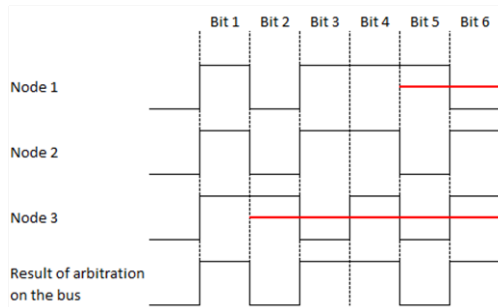 Bit 1 Bit 2 Bit 3 Bit 4 Bit 5 Bit 6
Node 1
Node 2
Node 3
Result of arbitration
on the bus